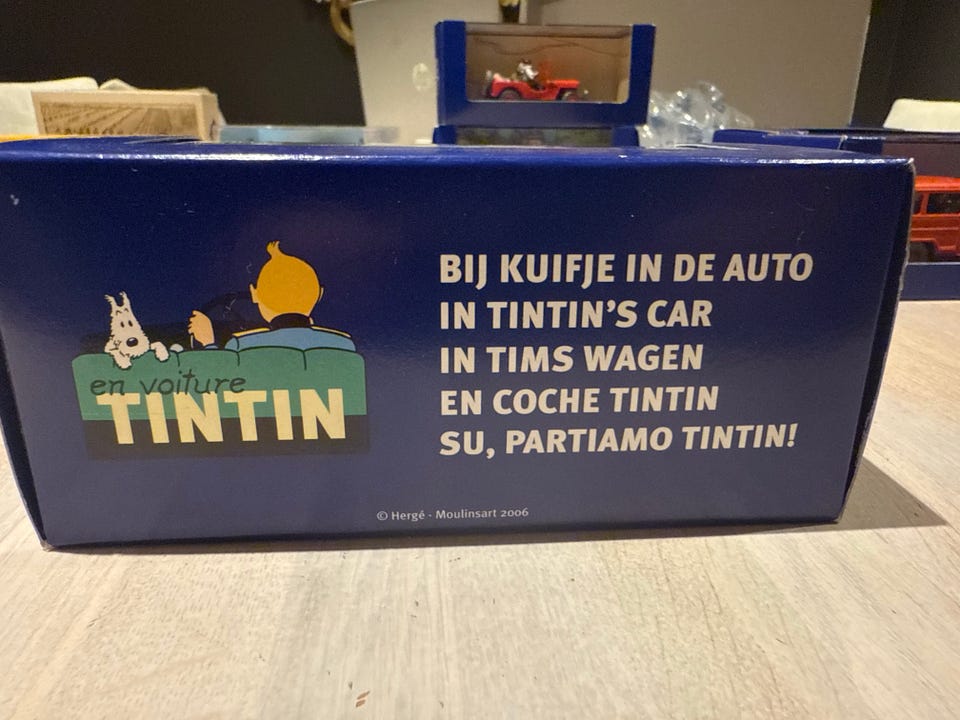 en voiture
TINTIN
BIJ KUIFJE IN DE AUTO
IN TINTIN'S CAR
IN TIMS WAGEN
EN COCHE TINTIN
SU, PARTIAMO TINTIN!
© Hergé - Moulinsart 2006